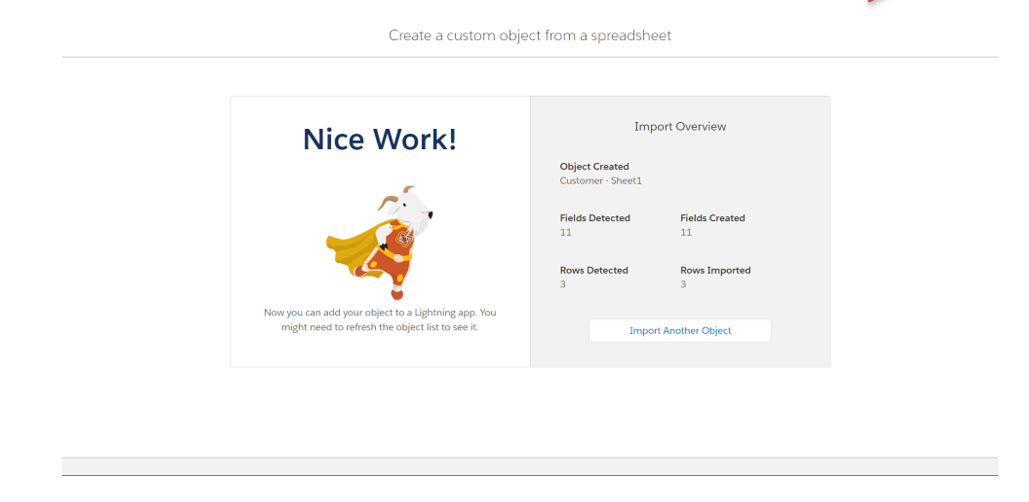 Create a custom object from a spreadsheet
Nice Work!
Now you can add your object to a Lightning app. You
might need to refresh the object list to see it.
Import Overview
Object Created
Customer - Sheet1
Fields Detected
11
Fields Created
11
Rows Detected
3
Rows Imported
3
Import Another Object